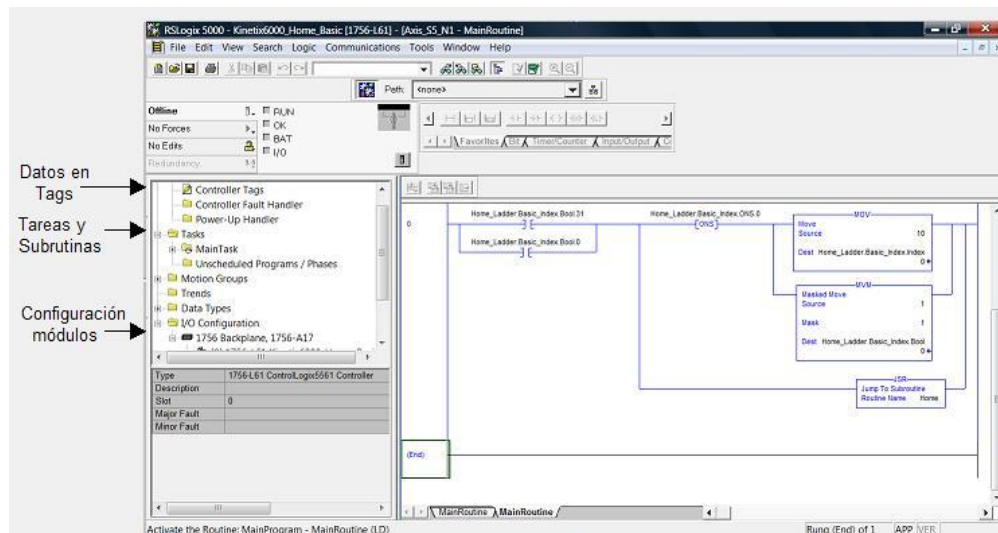 RSLogix 5000 - Kinetix6000_Home_Basic [1756-L61] - [Axis_S5_N1 - MainRoutine]
File Edit View Search Logic Communications Tools Window Help
Path: <none>
Offline
RUN
No Forces
OK
BAT
No Edits
I/O
Redundancy
Favorites Bit Timer/Counter Input/Output
Datos en
Tags
Tareas y
Subrutinas
Configuración
módulos
Controller Tags
Controller Fault Handler
Power-Up Handler
Tasks
MainTask
Unscheduled Programs / Phases
Motion Groups
Trends
Data Types
I/O Configuration
1756 Backplane, 1756-A17
Type 1756-L61 ControlLogix5561 Controller
Description
Slot 0
Major Fault
Minor Fault
0
Home_Ladder.Basic_Index.Bool.31
Home_Ladder.Basic_Index.Bool.0
Home_Ladder.Basic_Index.ONS.0
ONS
MOV
Move
Source 10
Dest Home_Ladder.Basic_Index.Index
0
MVM
Masked Move
Source 1
Mask 1
Dest Home_Ladder.Basic_Index.Bool
0
JSR
Jump To Subroutine
Routine Name Home
(End)
MainRoutine MainRoutine
Activate the Routine: MainProgram - MainRoutine (LD)
Rung (End) of 1 APP VER